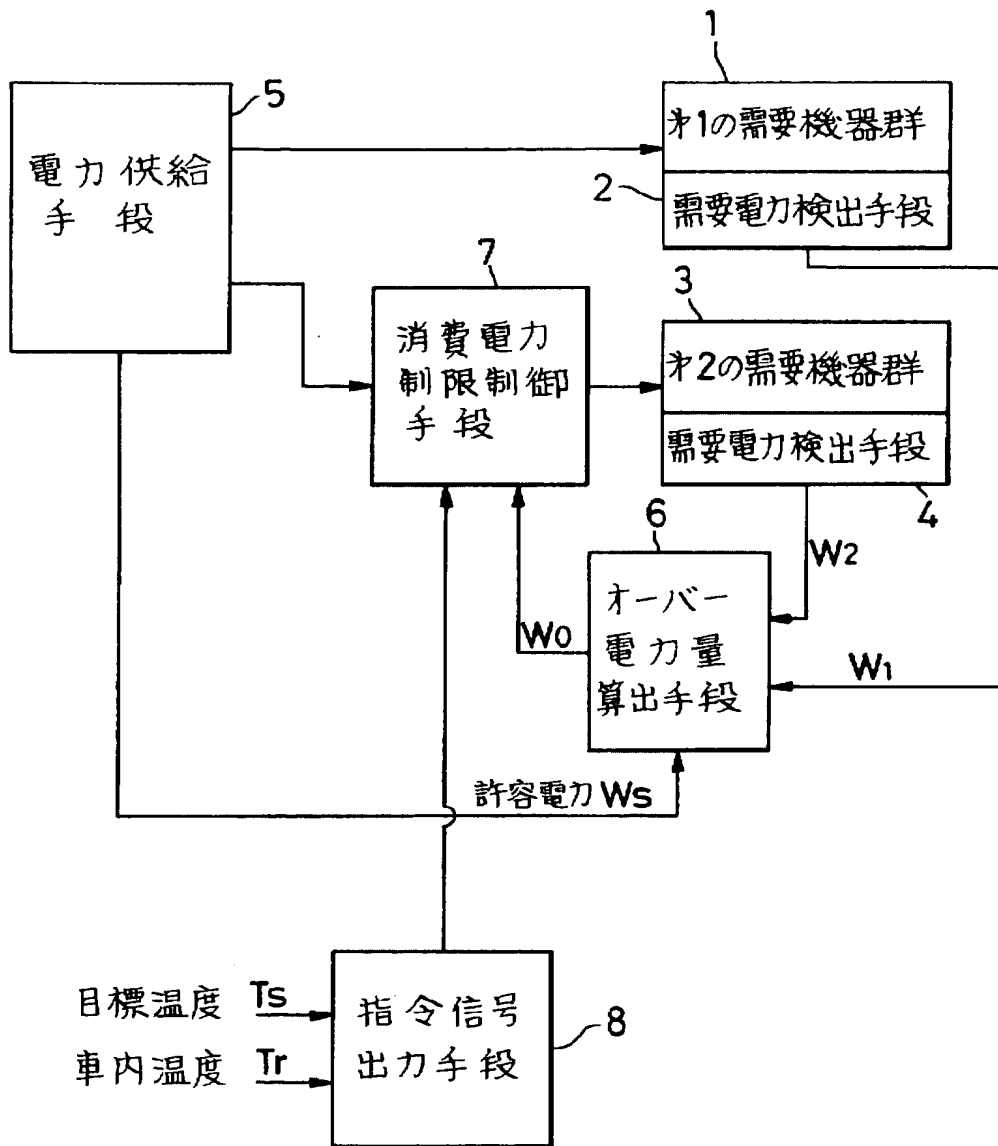 1
5
電力供給
手段
才1の需要機器群
2
需要電力検出手段
7
消費電力
制限制御
手段
3
才2の需要機器群
需要電力検出手段
4
6
W2
オーバー
電力量
算出手段
W0
W1
許容電力 Ws
目標温度 Ts
車内温度 Tr
指令信号
出力手段
8